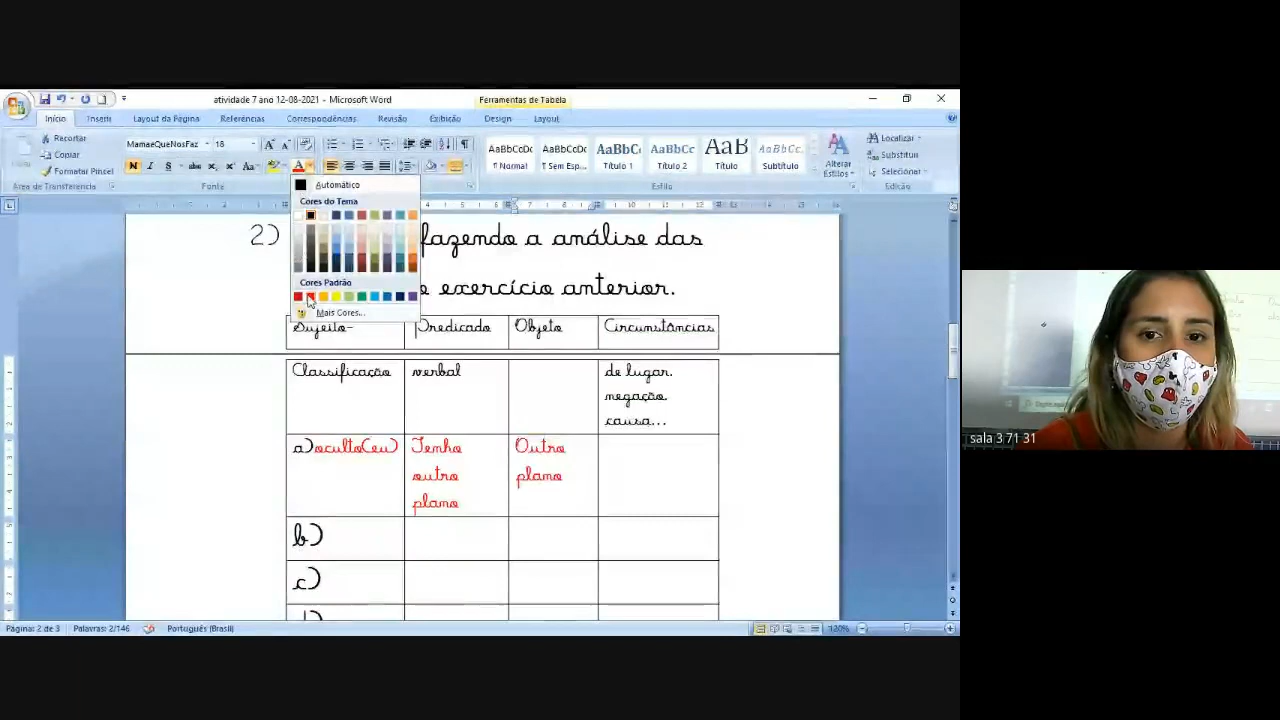 atividade 7 ano 12-08-2021 - Microsoft Word
Ferramentas de Tabela
Início Inserir Layout da Página Referências Correspondências Revisão Exibição Design Layout
Recortar
Copiar
Formatar Pincel
Área de Transferência
MamaeQueNosFaz 18
N I S abe Aa A
Fonte
AaBbCcDc AaBbCcDc AaBbC AaBbCc AaB AaBbCc
¶ Normal ¶ Sem Esp... Título 1 Título 2 Título Subtítulo
Estilo
Alterar
Estilos
Localizar
Substituir
Selecionar
Edição
Automático
Cores do Tema
Cores Padrão
Mais Cores...
2) fazendo a análise das
o exercício anterior.
Sujeito- Predicado Objeto Circunstâncias
Classificação verbal de lugar.
negação.
causa...
a)oculto(eu) Tenho Outro
outro plano
plano
b)
c)
Página: 2 de 3 Palavras: 2/146 Português (Brasil) 120%
sala 3 71 31